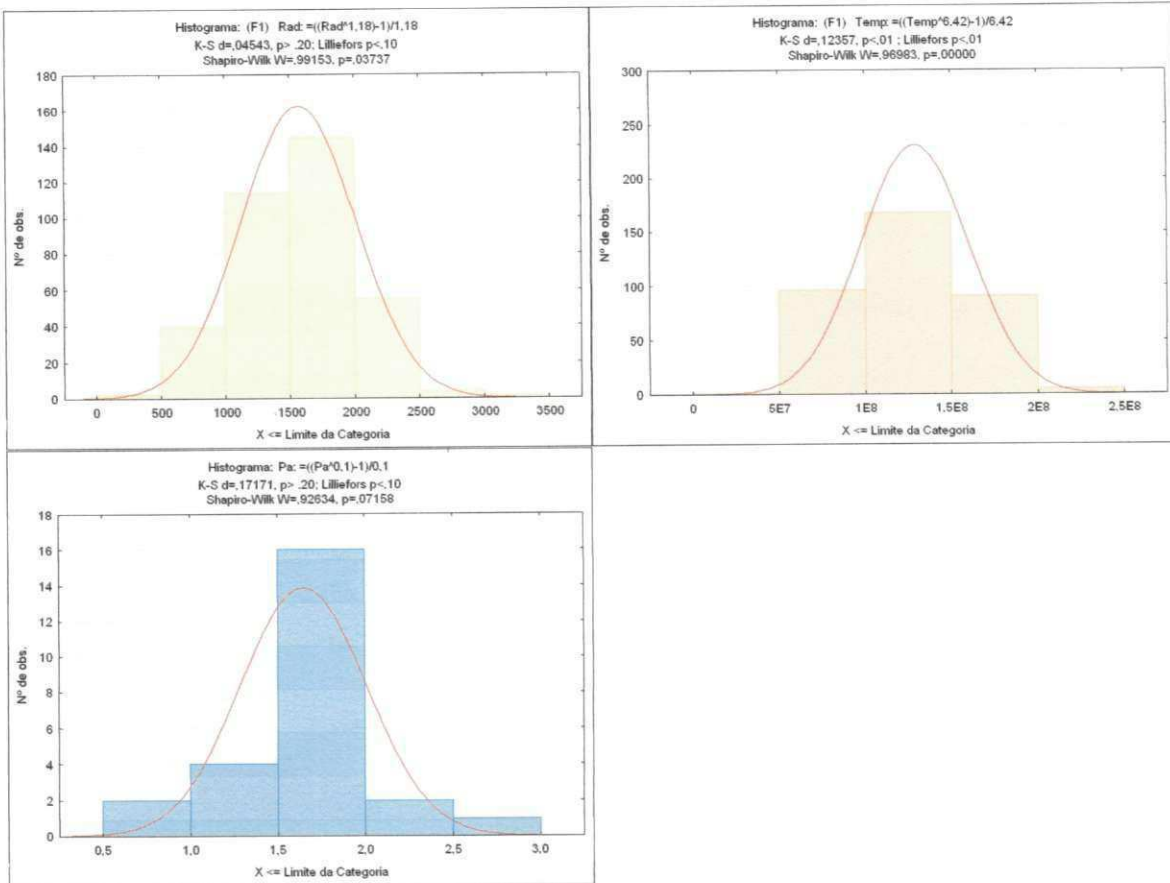 Histograma: (F1) Rad: =((Rad^1,18)-1)/1,18
K-S d=,04543, p> .20; Lilliefors p<,10
Shapiro-Wilk W=,99153, p=,03737
180
160
140
120
100
80
60
40
20
0
Nº de obs.
0 500 1000 1500 2000 2500 3000 3500
X <= Limite da Categoria
Histograma: (F1) Temp: =((Temp^6,42)-1)/6,42
K-S d=,12357, p<,01 ; Lilliefors p<,01
Shapiro-Wilk W=,96983, p=,00000
300
250
200
150
100
50
0
Nº de obs.
0 5E7 1E8 1,5E8 2E8 2,5E8
X <= Limite da Categoria
Histograma: Pa: =((Pa^0,1)-1)/0,1
K-S d=,17171, p> .20; Lilliefors p<,10
Shapiro-Wilk W=,92634, p=,07158
18
16
14
12
10
8
6
4
2
0
Nº de obs.
0,5 1,0 1,5 2,0 2,5 3,0
X <= Limite da Categoria